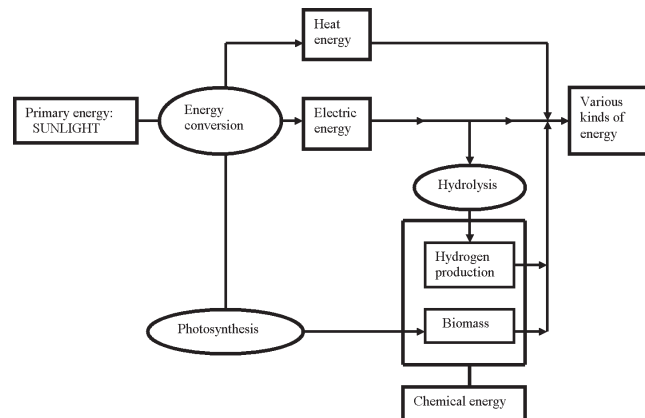 Heat
energy
Primary energy:
SUNLIGHT
Energy
conversion
Electric
energy
Various
kinds of
energy
Hydrolysis
Hydrogen
production
Photosynthesis
Biomass
Chemical energy